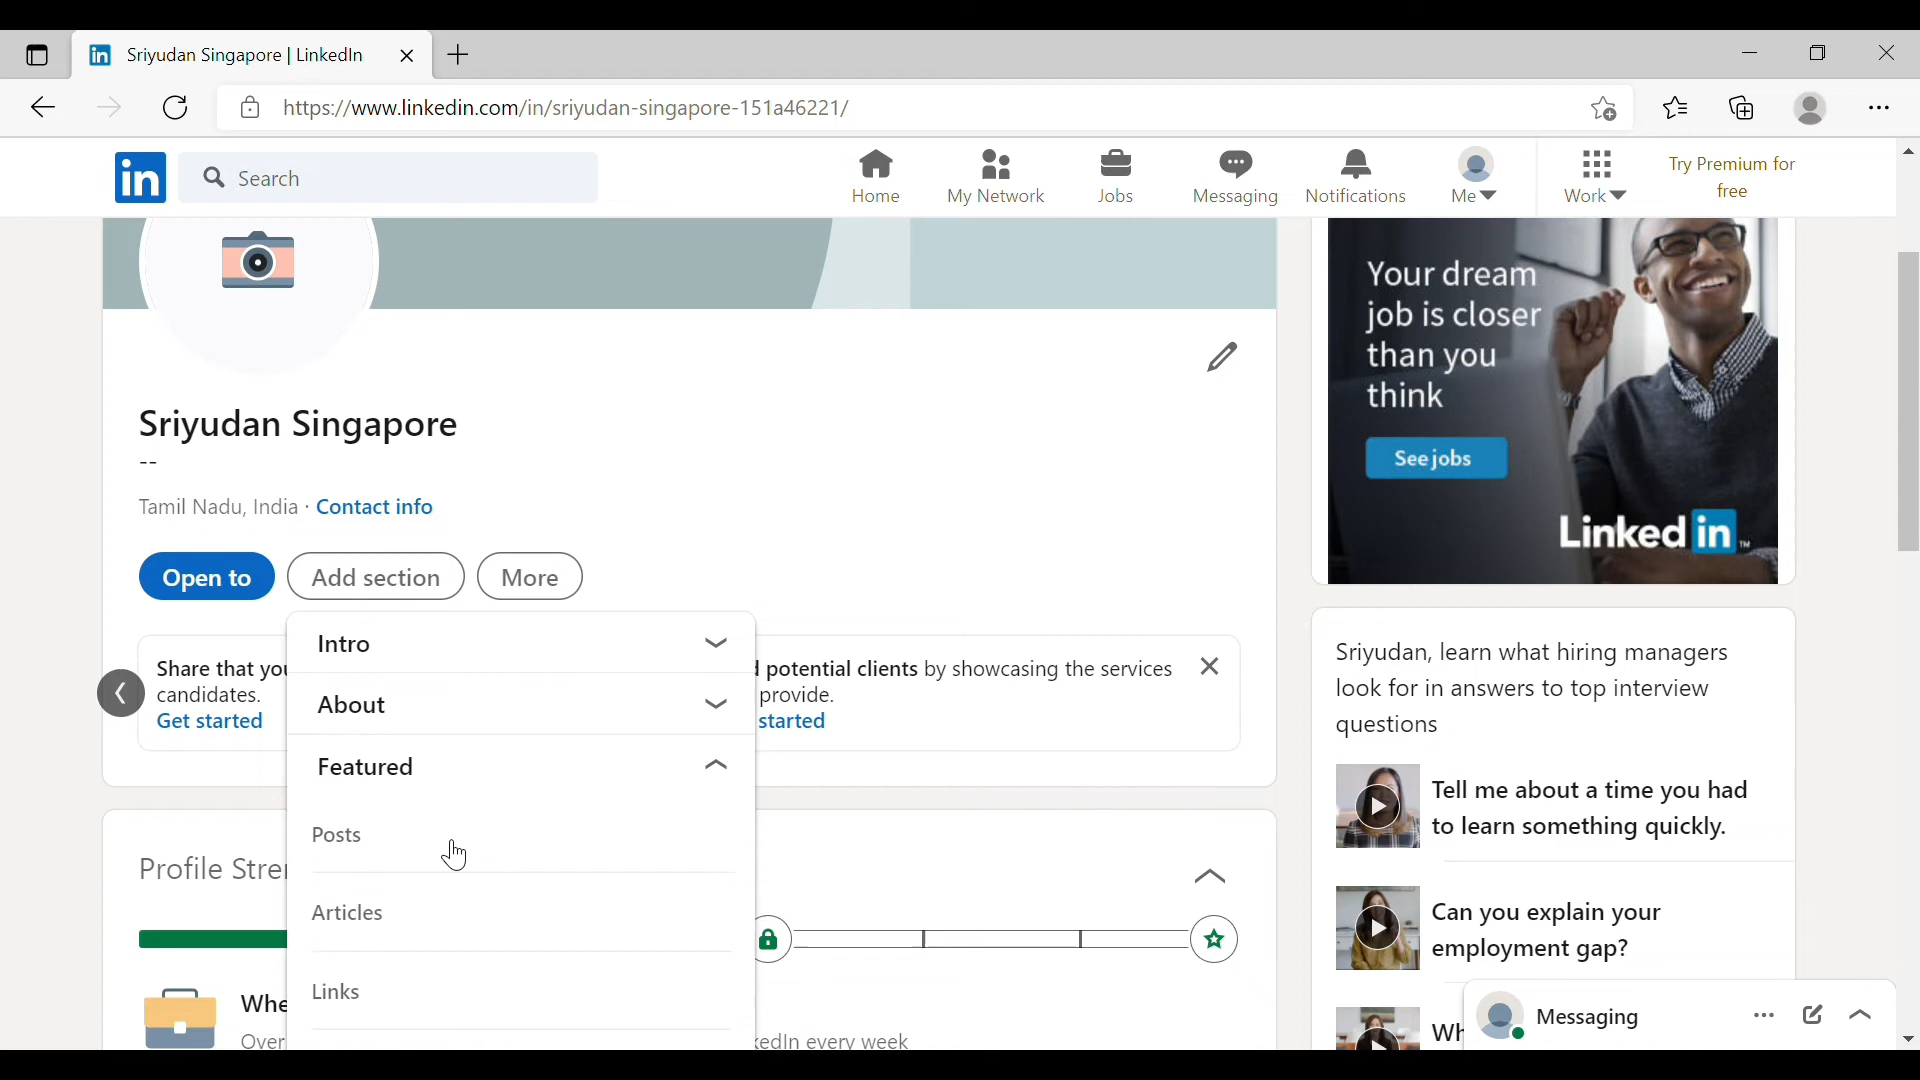 Sriyudan Singapore | LinkedIn
https://www.linkedin.com/in/sriyudan-singapore-151a46221/
in
Search
Home
My Network
Jobs
Messaging
Notifications
Me
Work
Try Premium for
free
Sriyudan Singapore
--
Tamil Nadu, India · Contact info
Open to
Add section
More
Intro
About
Featured
Posts
Articles
Links
Share that you
candidates.
Get started
potential clients by showcasing the services
provide.
started
Profile Stre
Whe
Over
kedIn every week
Your dream
job is closer
than you
think
See jobs
Linked in
Sriyudan, learn what hiring managers
look for in answers to top interview
questions
Tell me about a time you had
to learn something quickly.
Can you explain your
employment gap?
Wh
Messaging